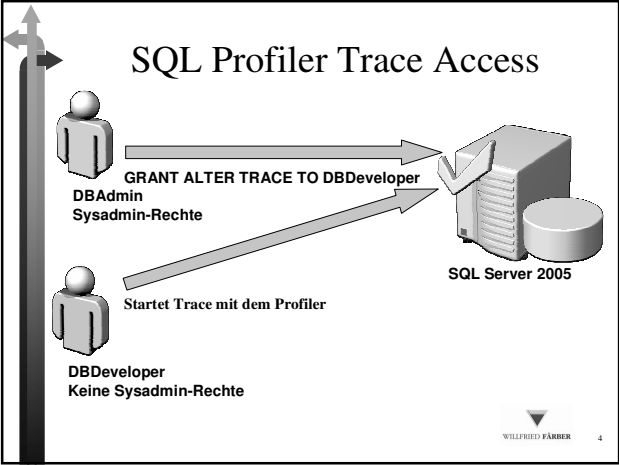 SQL Profiler Trace Access
GRANT ALTER TRACE TO DBDeveloper
DBAdmin
Sysadmin-Rechte
SQL Server 2005
Startet Trace mit dem Profiler
DBDeveloper
Keine Sysadmin-Rechte
WILLFRIED FÄRBER
4